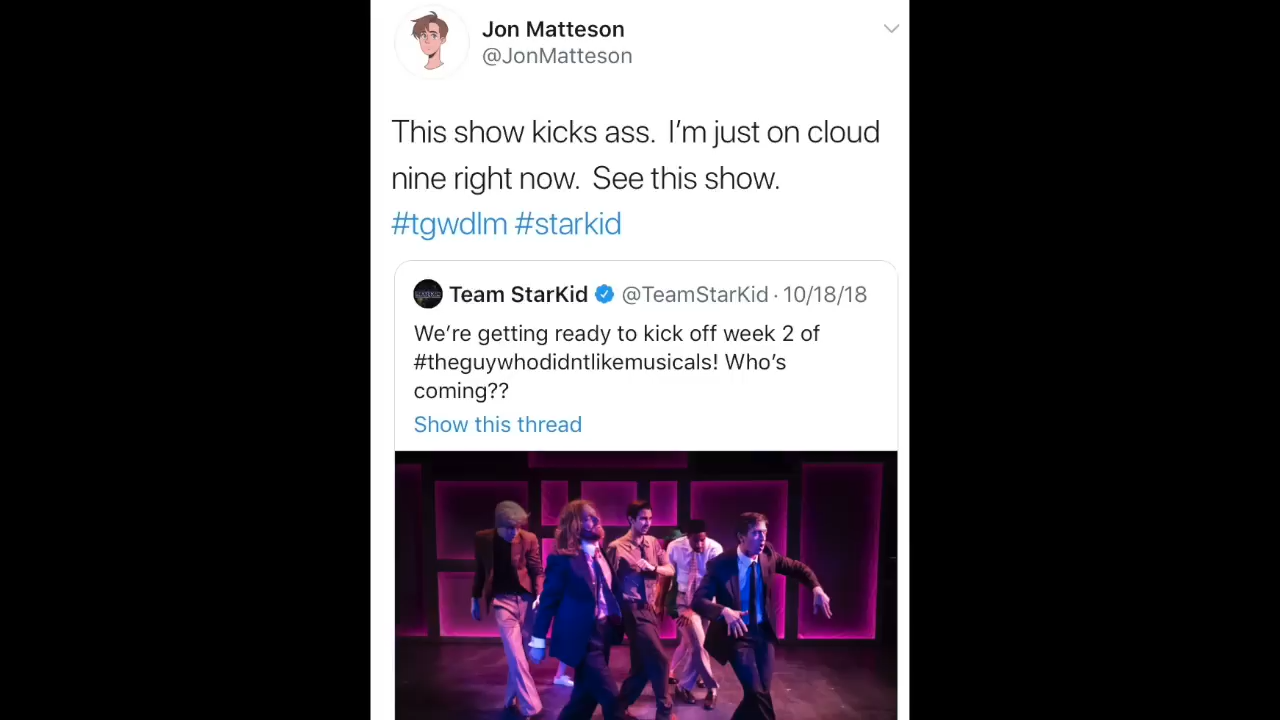 Jon Matteson
@JonMatteson
This show kicks ass.  I’m just on cloud
nine right now.  See this show.
#tgwdlm #starkid
Team StarKid @TeamStarKid · 10/18/18
We’re getting ready to kick off week 2 of
#theguywhodidntlikemusicals! Who’s
coming??
Show this thread